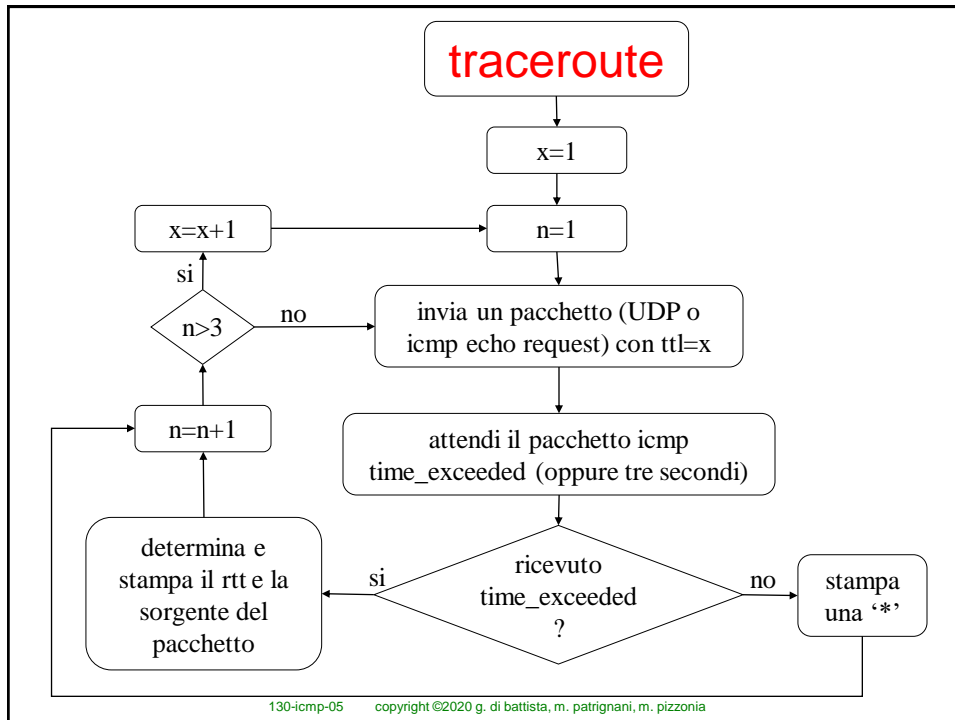 traceroute
x=1
x=x+1
n=1
si
n>3
no
invia un pacchetto (UDP o
icmp echo request) con ttl=x
n=n+1
attendi il pacchetto icmp
time_exceeded (oppure tre secondi)
determina e
stampa il rtt e la
sorgente del
pacchetto
si
ricevuto
time_exceeded
?
no
stampa
una ‘*’
130-icmp-05 copyright ©2020 g. di battista, m. patrignani, m. pizzonia